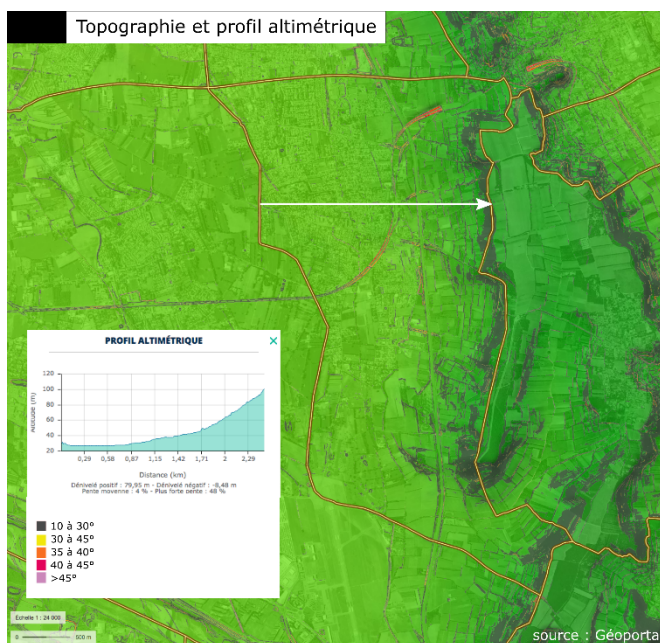 Topographie et profil altimétrique
PROFIL ALTIMÉTRIQUE ×
120
100
80
60
40
20
Altitude (m)
0,29 0,58 0,87 1,15 1,42 1,71 2 2,29
Distance (km)
Dénivelé positif : 79,95 m - Dénivelé négatif : -8,48 m
Pente moyenne : 4 % - Plus forte pente : 48 %
10 à 30°
30 à 45°
35 à 40°
40 à 45°
>45°
Echelle 1 : 24 000
0 500 m
source : Géoporta